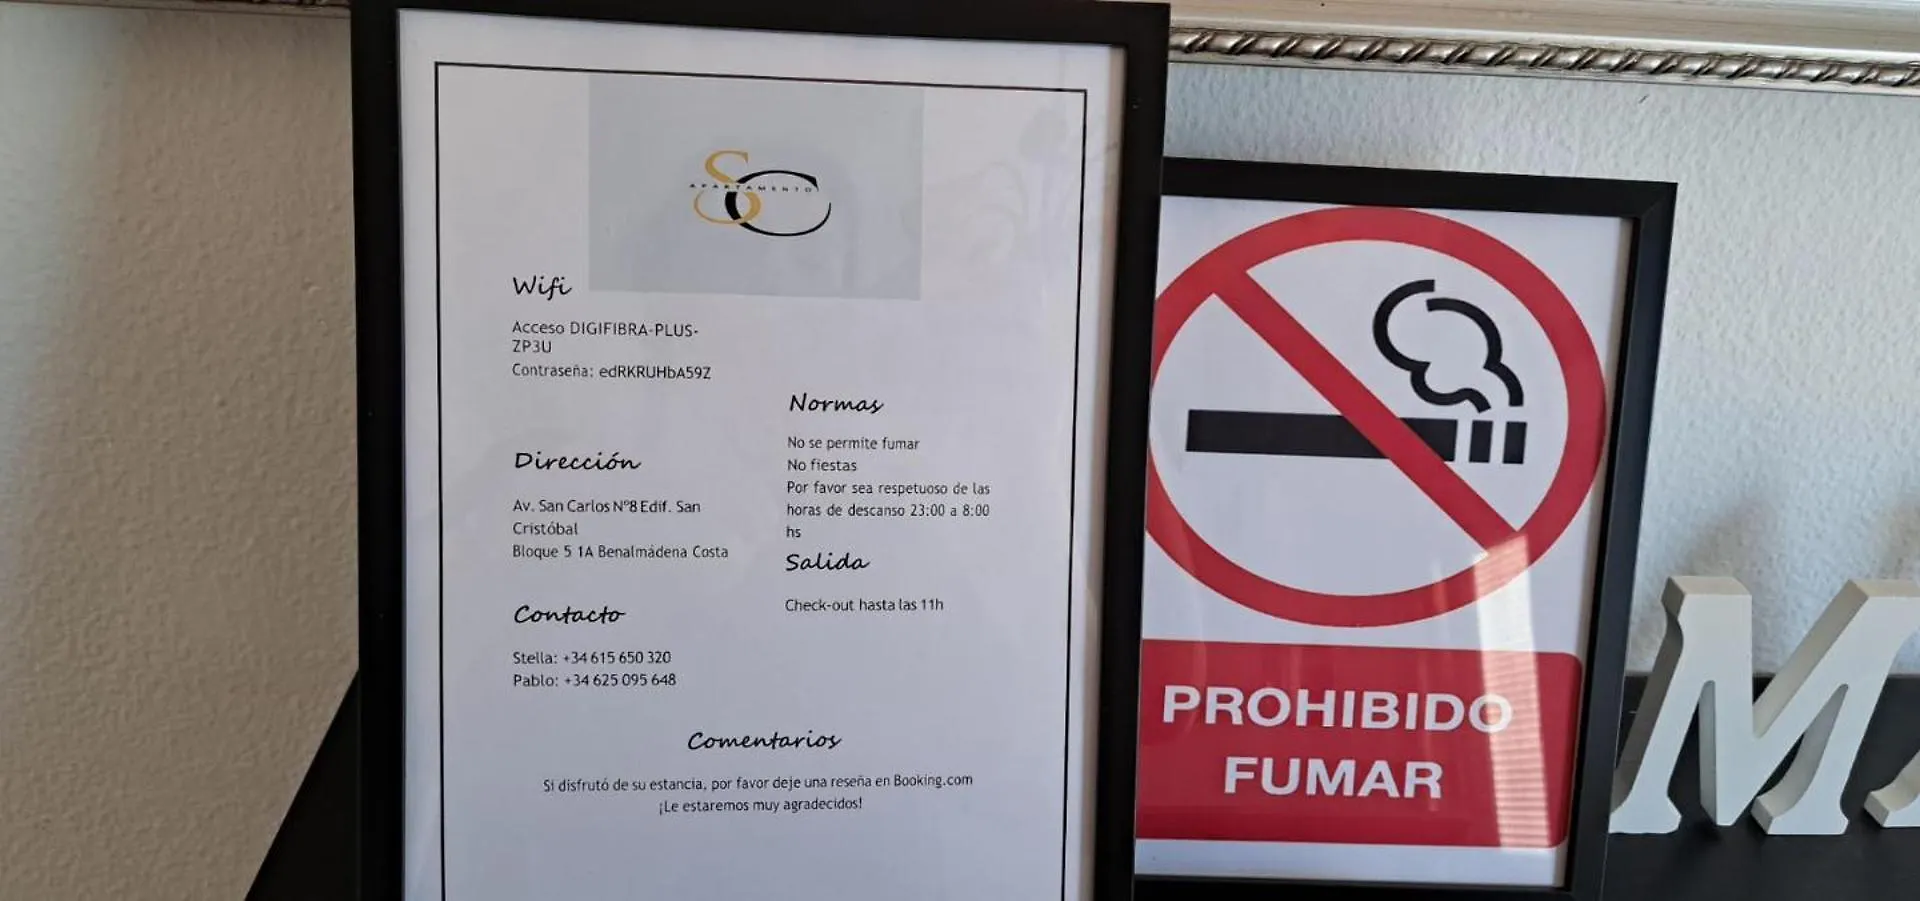 SC
APARTAMENTO
Wifi
Acceso DIGIFIBRA-PLUS-
ZP3U
Contraseña: edRKRUHbA59Z
Dirección
Av. San Carlos Nº8 Edif. San
Cristóbal
Bloque 5 1A Benalmádena Costa
Contacto
Stella: +34 615 650 320
Pablo: +34 625 095 648
Normas
No se permite fumar
No fiestas
Por favor sea respetuoso de las
horas de descanso 23:00 a 8:00
hs
Salida
Check-out hasta las 11h
Comentarios
Si disfrutó de su estancia, por favor deje una reseña en Booking.com
¡Le estaremos muy agradecidos!
PROHIBIDO
FUMAR
M